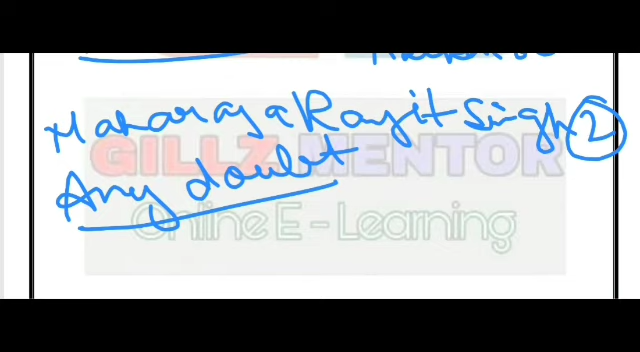 Maharaja Ranjit Singh 2
Any doubt
GILLZ MENTOR
Online E - Learning